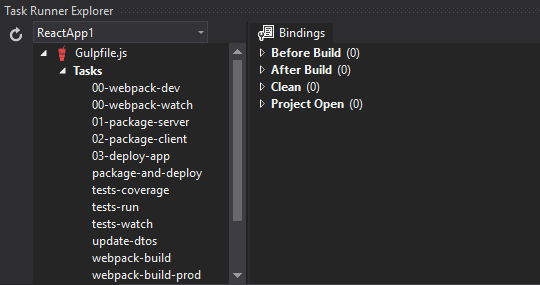 Task Runner Explorer
ReactApp1
Gulpfile.js
Tasks
00-webpack-dev
00-webpack-watch
01-package-server
02-package-client
03-deploy-app
package-and-deploy
tests-coverage
tests-run
tests-watch
update-dtos
webpack-build
webpack-build-prod
Bindings
Before Build (0)
After Build (0)
Clean (0)
Project Open (0)